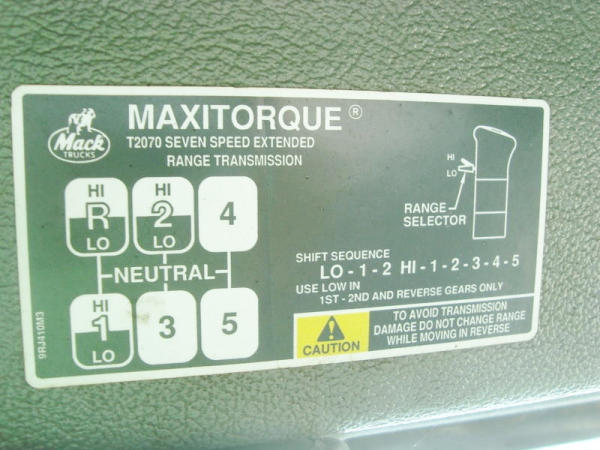 Mack
TRUCKS
MAXITORQUE®
T2070 SEVEN SPEED EXTENDED
RANGE TRANSMISSION
HI HI
R 2 4
LO LO
NEUTRAL
HI
1 3 5
LO
HI
LO
RANGE
SELECTOR
SHIFT SEQUENCE
LO - 1 - 2 HI - 1 - 2 - 3 - 4 - 5
USE LOW IN
1ST - 2ND AND REVERSE GEARS ONLY
CAUTION
TO AVOID TRANSMISSION
DAMAGE DO NOT CHANGE RANGE
WHILE MOVING IN REVERSE
9RJ410M3